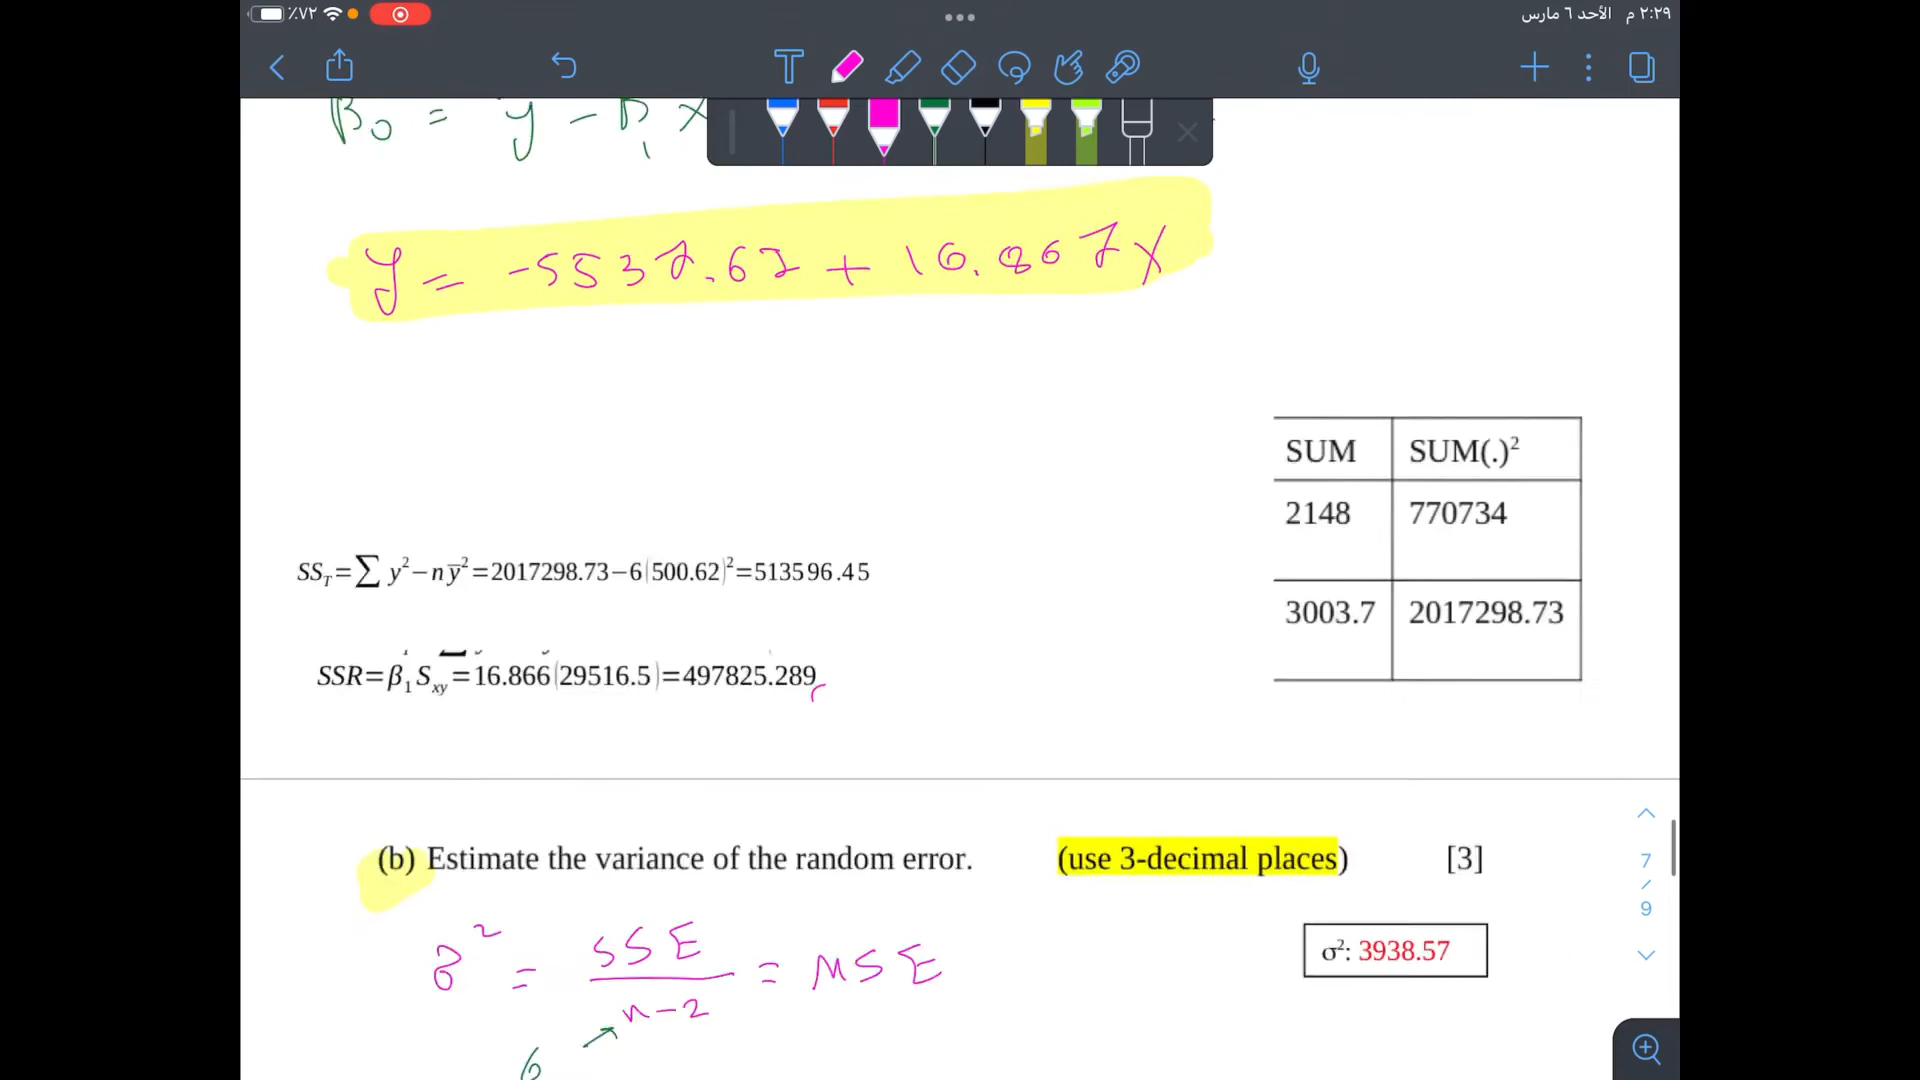 ٪٧٢
٢:٢٩ م الأحد ٦ مارس
β0 = y - β1 x
y = -5537.67 + 16.867x
SUM SUM(.)²
2148 770734
3003.7 2017298.73
SS_T=∑ y²−n ȳ²=2017298.73−6(500.62)²=513596.45
SSR=β₁ S_xy=16.866(29516.5)=497825.289
(b) Estimate the variance of the random error. (use 3-decimal places) [3]
σ̂² = SSE / n-2 = MSE
σ²: 3938.57
6
7
/
9